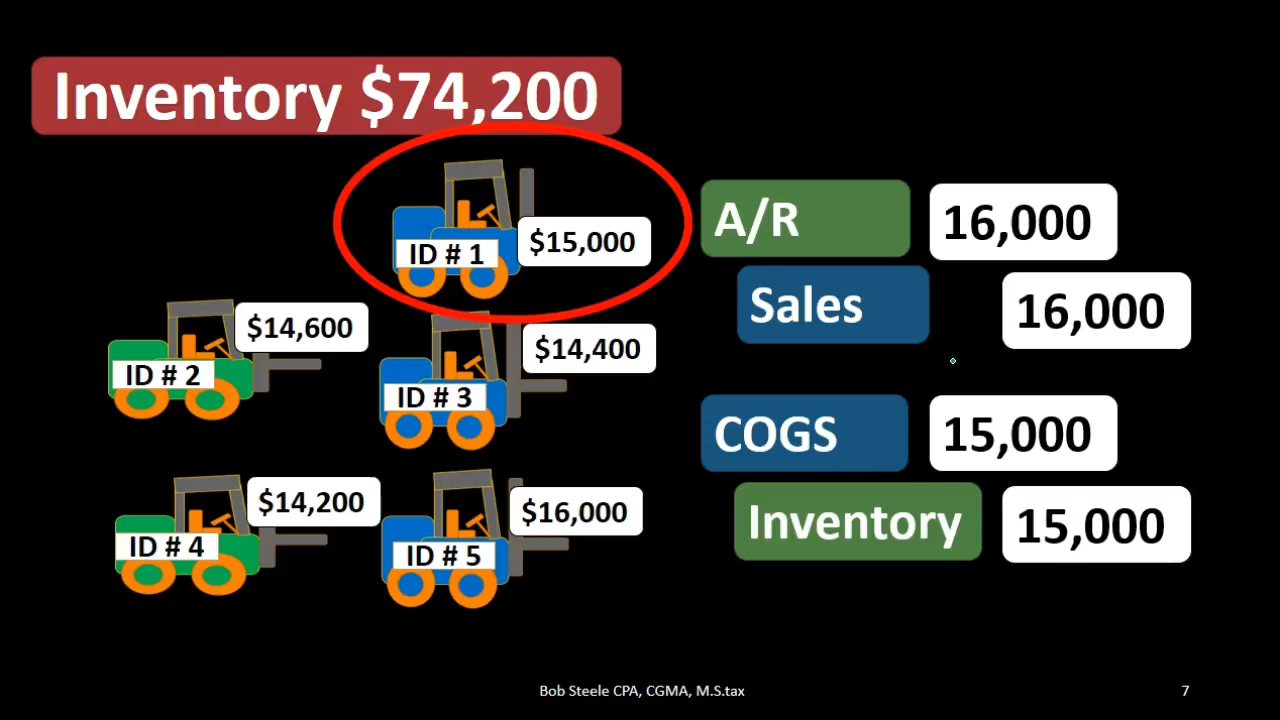 Inventory $74,200
ID # 1
$15,000
ID # 2
$14,600
ID # 3
$14,400
ID # 4
$14,200
ID # 5
$16,000
A/R 16,000
Sales 16,000
COGS 15,000
Inventory 15,000
Bob Steele CPA, CGMA, M.S.tax
7